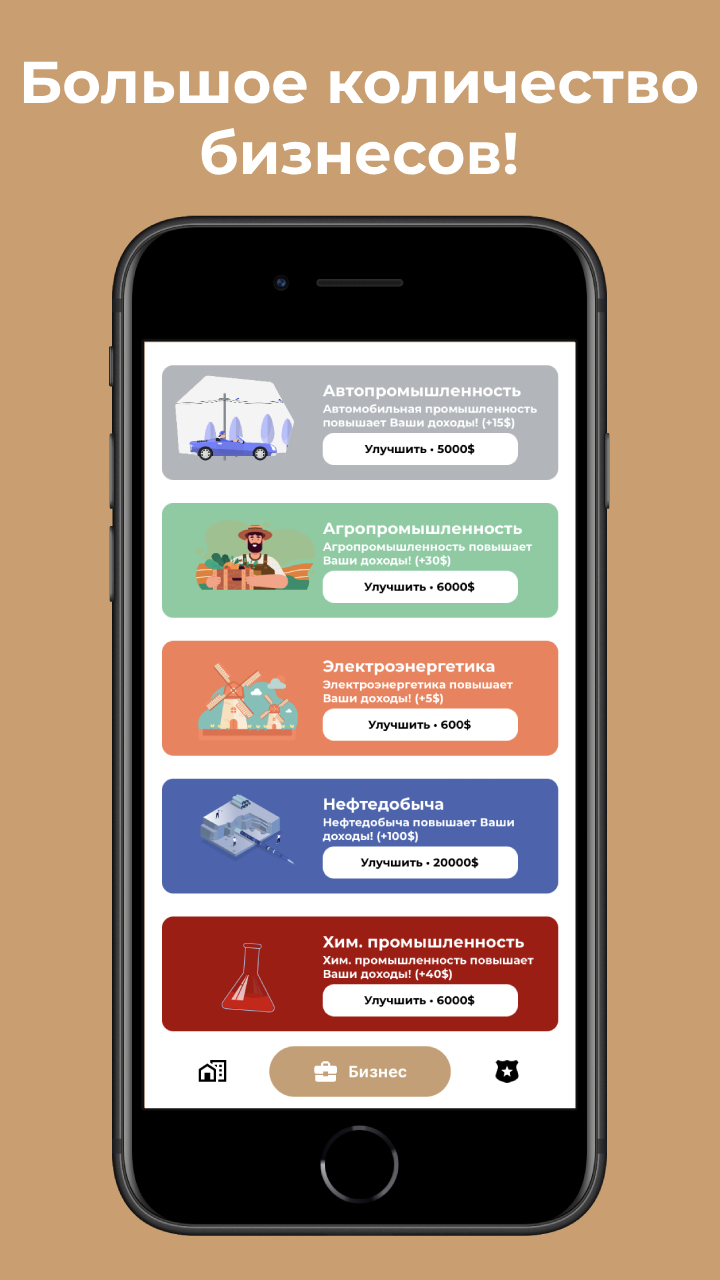 Большое количество
бизнесов!
Автопромышленность
Автомобильная промышленность
повышает Ваши доходы! (+15$)
Улучшить • 5000$
Агропромышленность
Агропромышленность повышает
Ваши доходы! (+30$)
Улучшить • 6000$
Электроэнергетика
Электроэнергетика повышает
Ваши доходы! (+5$)
Улучшить • 600$
Нефтедобыча
Нефтедобыча повышает Ваши
доходы! (+100$)
Улучшить • 20000$
Хим. промышленность
Хим. промышленность повышает
Ваши доходы! (+40$)
Улучшить • 6000$
Бизнес